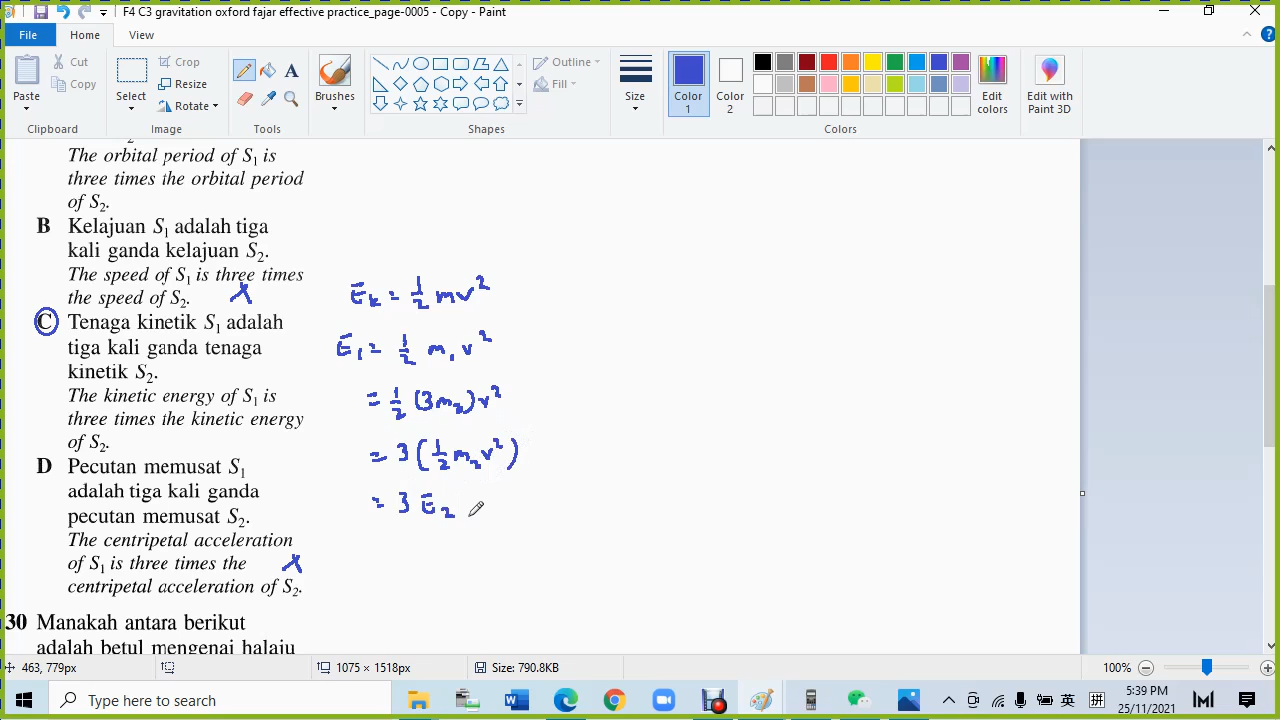 F4 C3 gravitation oxford fajar effective practice_page-0005 - Copy - Paint
File Home View
Paste Cut Copy
Clipboard
Select Crop Resize Rotate
Image
A
Tools
Brushes
Outline Fill
Shapes
Size
Color 1
Color 2
Edit colors
Colors
Edit with Paint 3D
The orbital period of S₁ is
three times the orbital period
of S₂.
B Kelajuan S₁ adalah tiga
kali ganda kelajuan S₂.
The speed of S₁ is three times
the speed of S₂. X
C Tenaga kinetik S₁ adalah
tiga kali ganda tenaga
kinetik S₂.
The kinetic energy of S₁ is
three times the kinetic energy
of S₂.
D Pecutan memusat S₁
adalah tiga kali ganda
pecutan memusat S₂.
The centripetal acceleration
of S₁ is three times the X
centripetal acceleration of S₂.
30 Manakah antara berikut
adalah betul mengenai halaju
Eₖ = 1/2 mv²
E₁ = 1/2 m₁v²
= 1/2 (3m₂)v²
= 3(1/2 m₂v²)
= 3E₂
463, 779px 1075 × 1518px Size: 790.8KB 100%
Type here to search
英 拼 5:39 PM
25/11/2021